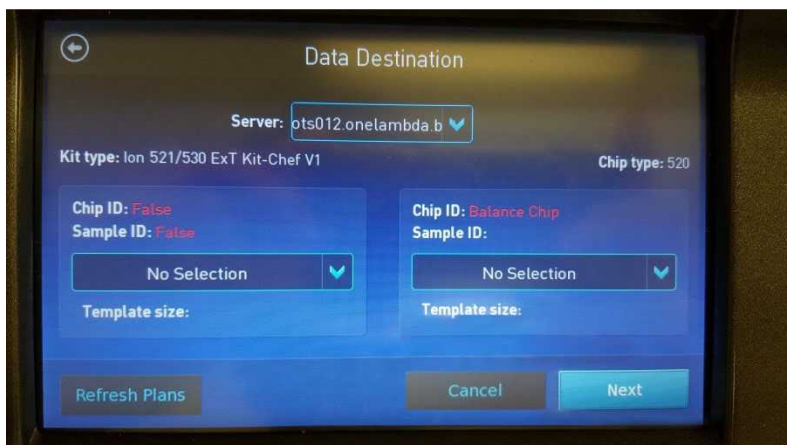 Data Destination
Server: ots012.onelambda.b
Kit type: Ion 521/530 ExT Kit-Chef V1
Chip type: 520
Chip ID: False
Sample ID: False
No Selection
Template size:
Chip ID: Balance Chip
Sample ID:
No Selection
Template size:
Refresh Plans
Cancel
Next